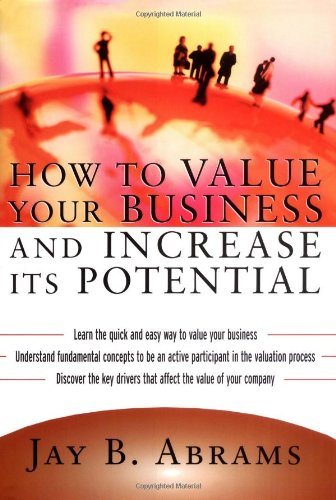 HOW TO VALUE
YOUR BUSINESS
AND INCREASE
ITS POTENTIAL
Learn the quick and easy way to value your business
Understand fundamental concepts to be an active participant in the valuation process
Discover the key drivers that affect the value of your company
JAY B. ABRAMS